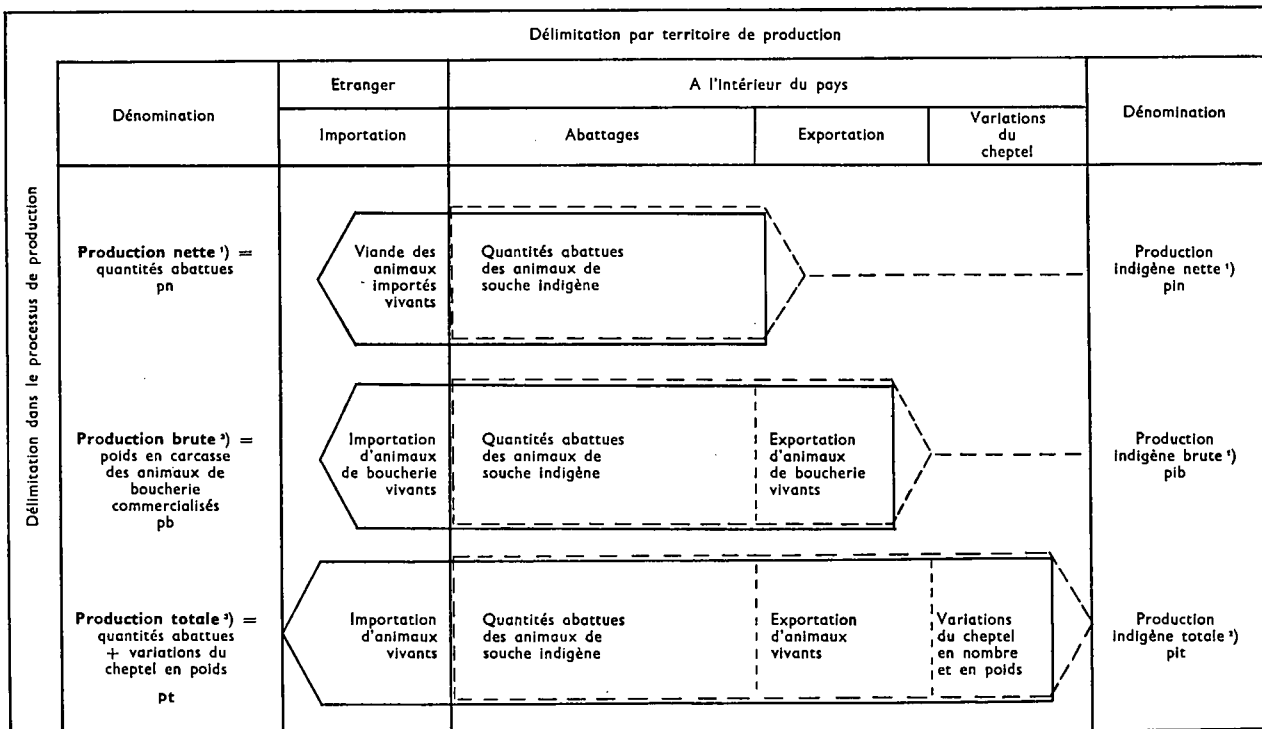 Délimitation par territoire de production
Délimitation dans le processus de production
Dénomination
Etranger
A l'intérieur du pays
Dénomination
Importation
Abattages
Exportation
Variations
du
cheptel
Production nette ¹) =
quantités abattues
pn
Viande des
animaux
importés
vivants
Quantités abattues
des animaux de
souche indigène
Production
indigène nette ¹)
pin
Production brute ²) =
poids en carcasse
des animaux de
boucherie
commercialisés
pb
Importation
d'animaux
de boucherie
vivants
Quantités abattues
des animaux de
souche indigène
Exportation
d'animaux
de boucherie
vivants
Production
indigène brute ¹)
pib
Production totale ³) =
quantités abattues
+ variations du
cheptel en poids
pt
Importation
d'animaux
vivants
Quantités abattues
des animaux de
souche indigène
Exportation
d'animaux
vivants
Variations
du cheptel
en nombre
et en poids
Production
indigène totale ²)
pit